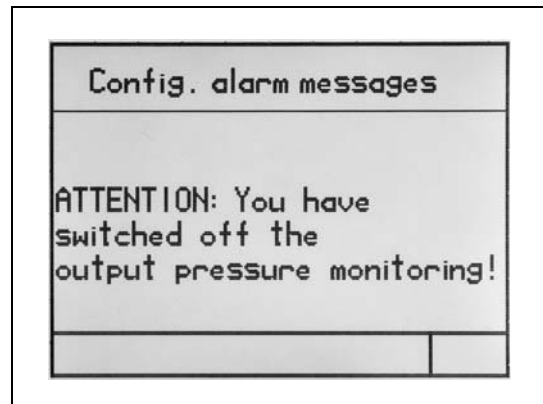 Config. alarm messages
ATTENTION: You have
switched off the
output pressure monitoring!